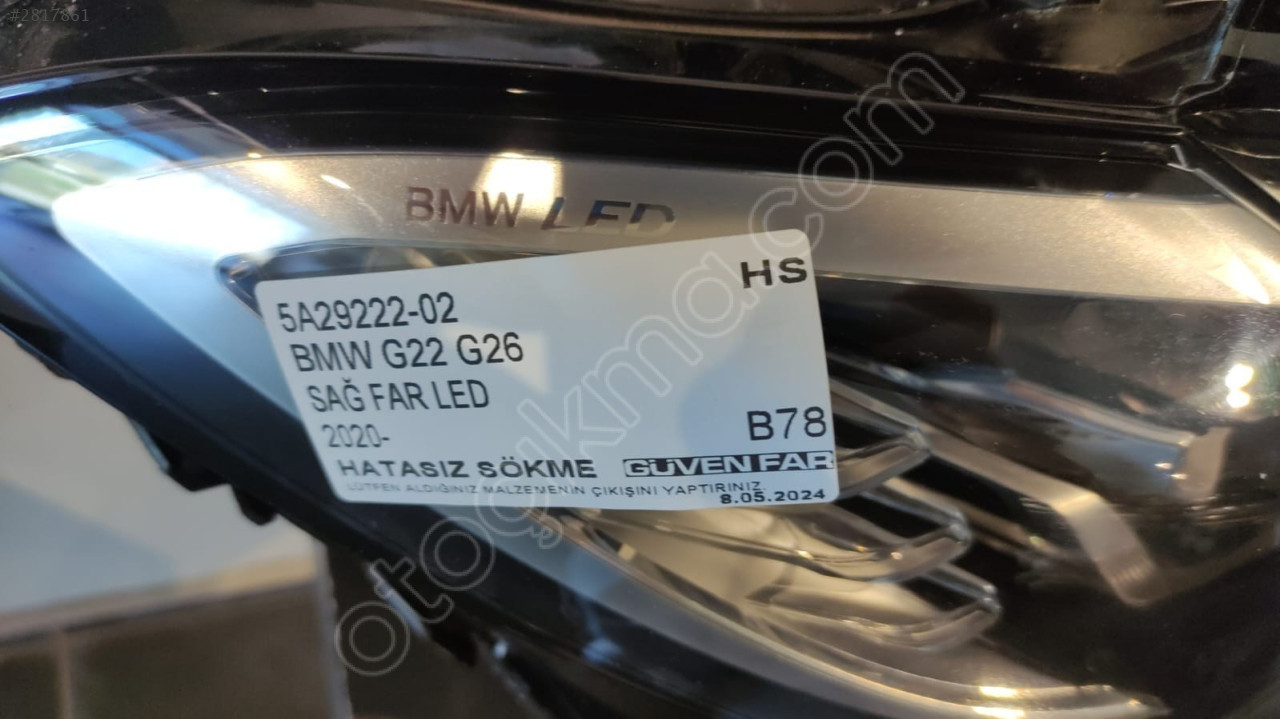 #2817861
BMW LED
HS
5A29222-02
BMW G22 G26
SAĞ FAR LED
2020-
B78
HATASIZ SÖKME GÜVEN FAR
LÜTFEN ALDIĞINIZ MALZEMENİN ÇIKIŞINI YAPTIRINIZ.
8.05.2024
otoçıkma.com